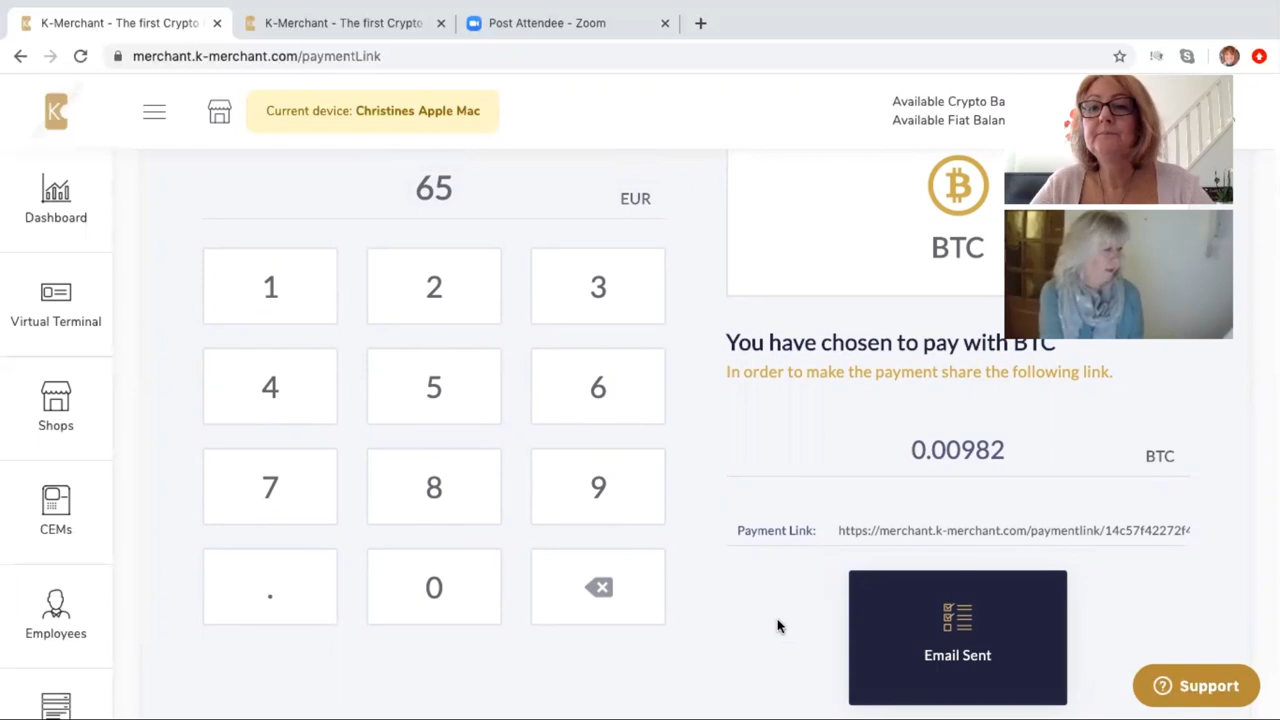 K-Merchant - The first Crypto
K-Merchant - The first Crypto
Post Attendee - Zoom
merchant.k-merchant.com/paymentLink
K
Current device: Christines Apple Mac
Available Crypto Ba
Available Fiat Balan
Dashboard
Virtual Terminal
Shops
CEMs
Employees
65
EUR
1
2
3
4
5
6
7
8
9
.
0
BTC
You have chosen to pay with BTC
In order to make the payment share the following link.
0.00982
BTC
Payment Link: https://merchant.k-merchant.com/paymentlink/14c57f42272f4
Email Sent
Support